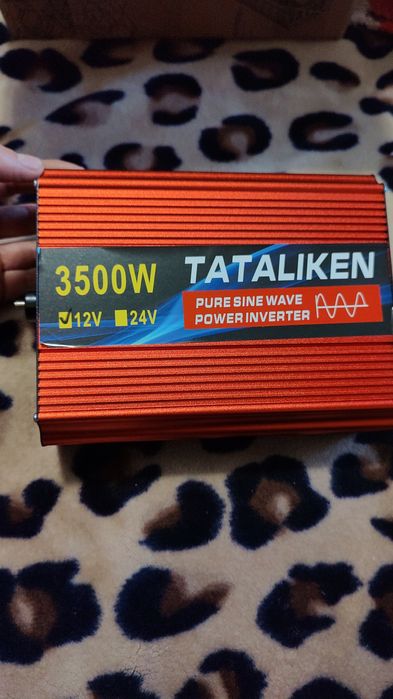 3500W
12V 24V
TATALIKEN
PURE SINE WAVE
POWER INVERTER